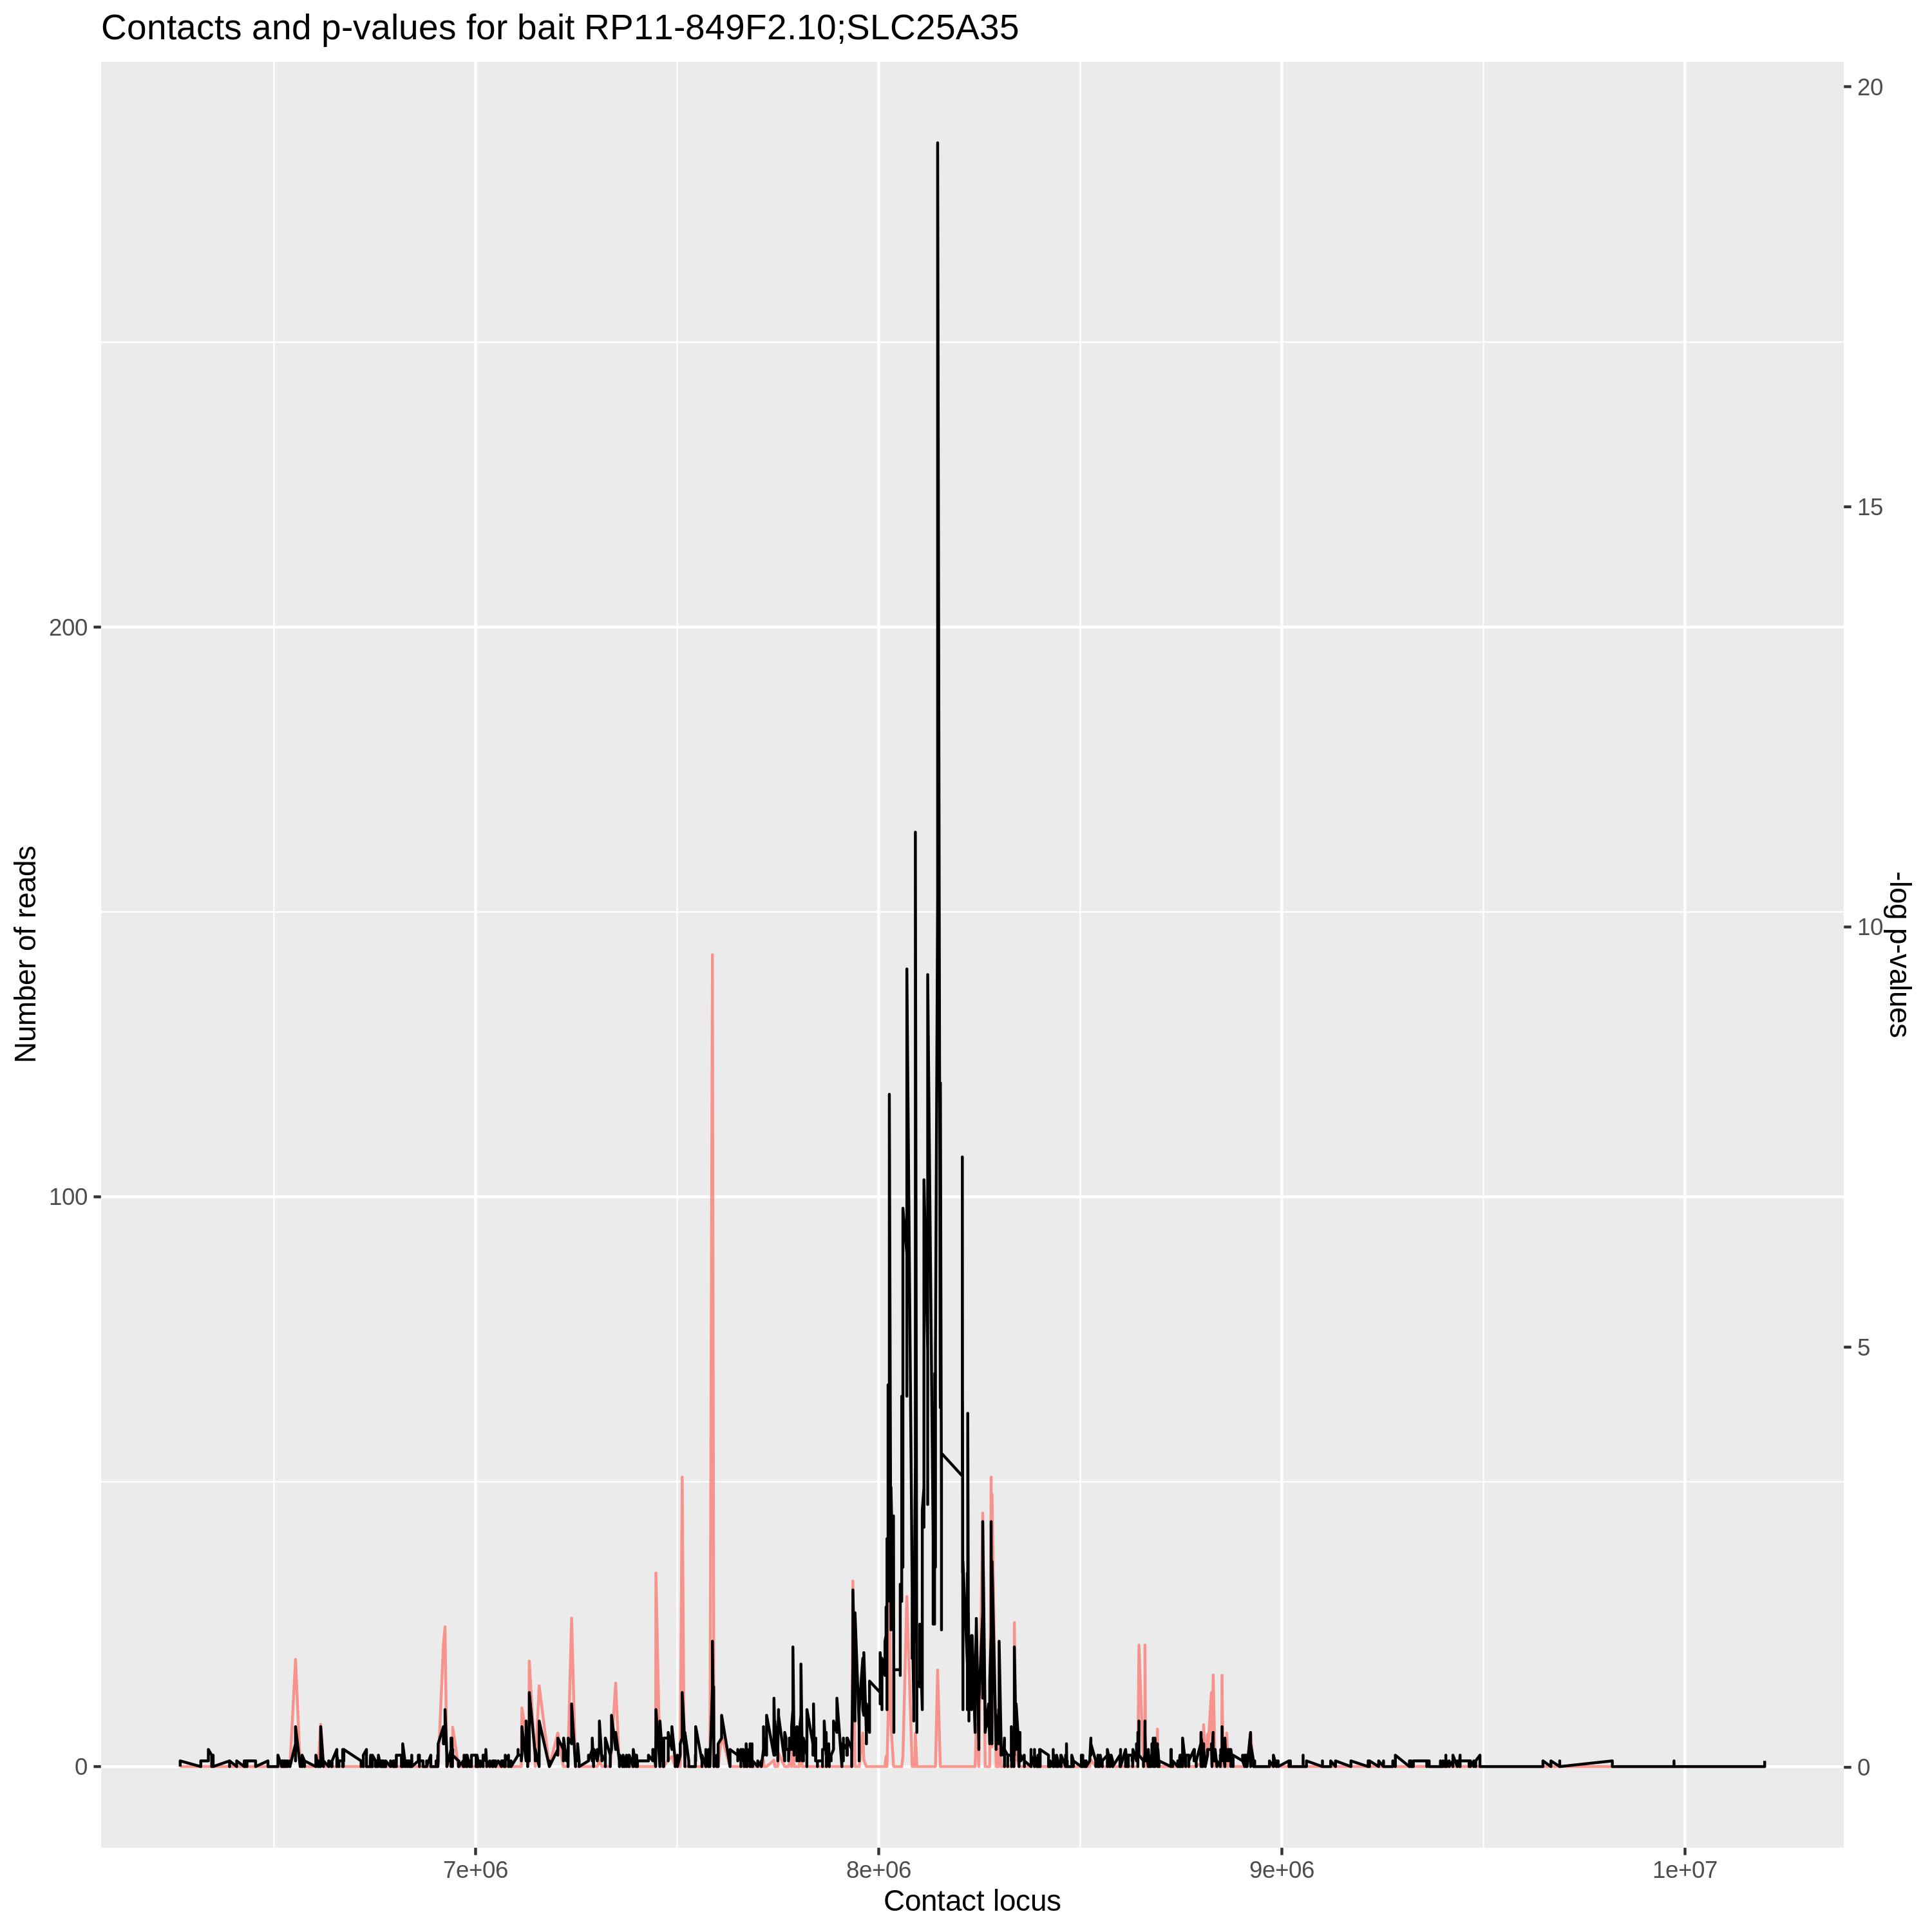 Contacts and p-values for bait RP11-849F2.10;SLC25A35
Number of reads
200
100
0
20
15
10
5
0
-log p-values
7e+06 8e+06 9e+06 1e+07
Contact locus